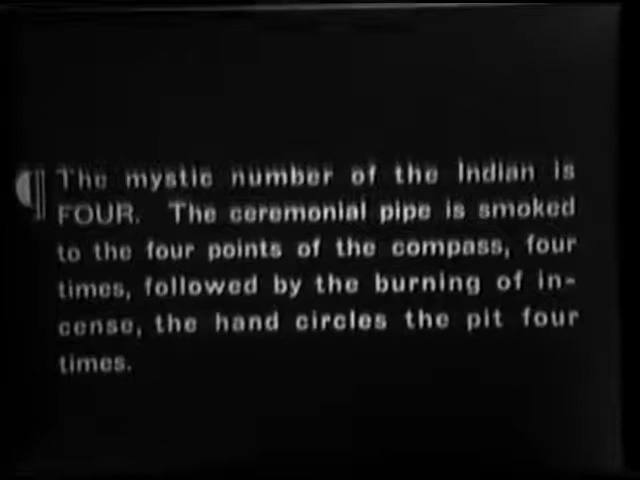 ¶ The mystic number of the Indian is
FOUR. The ceremonial pipe is smoked
to the four points of the compass, four
times, followed by the burning of in-
cense, the hand circles the pit four
times.